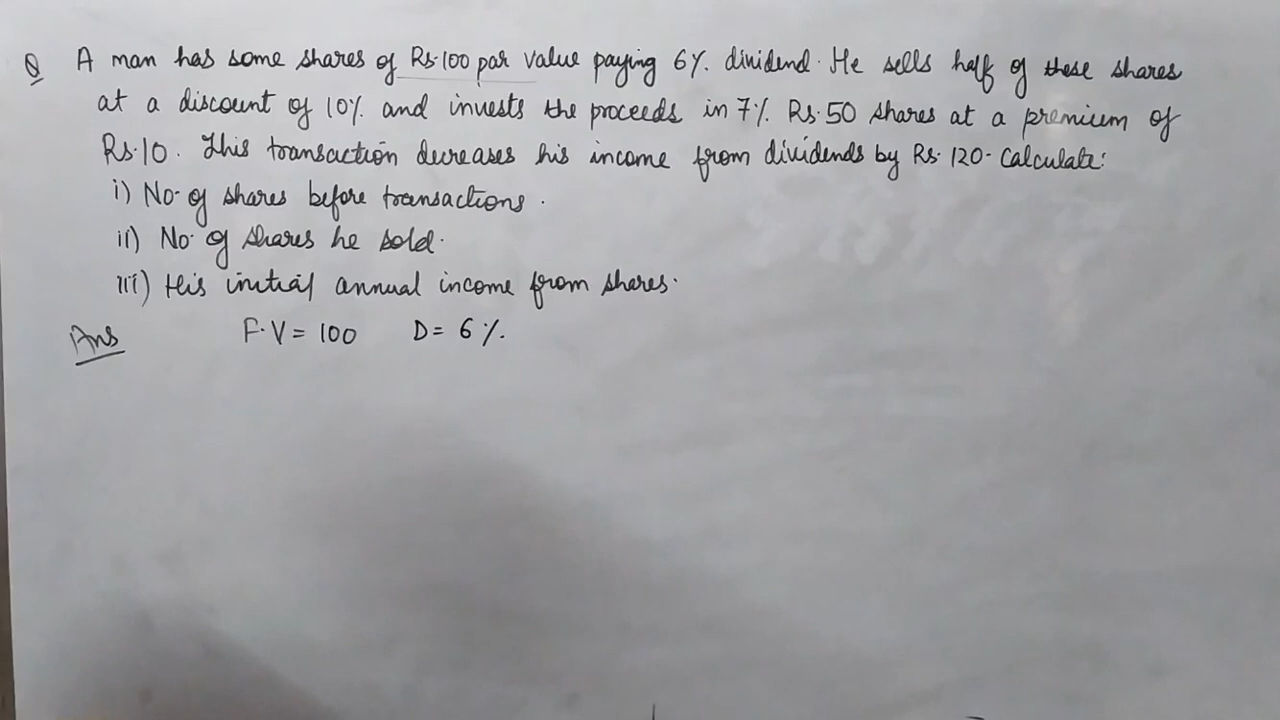 Q A man has some shares of Rs.100 par value paying 6%. dividend. He sells half of these shares
at a discount of 10% and invests the proceeds in 7%. Rs.50 shares at a premium of
Rs.10. This transaction decreases his income from dividends by Rs. 120. Calculate:
i) No. of shares before transactions.
ii) No. of shares he sold.
iii) His initial annual income from shares.
Ans F.V = 100 D = 6%.